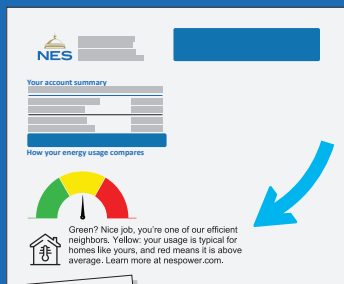 NES
Your account summary
How your energy usage compares
Green? Nice job, you're one of our efficient
neighbors. Yellow: your usage is typical for
homes like yours, and red means it is above
average. Learn more at nespower.com.